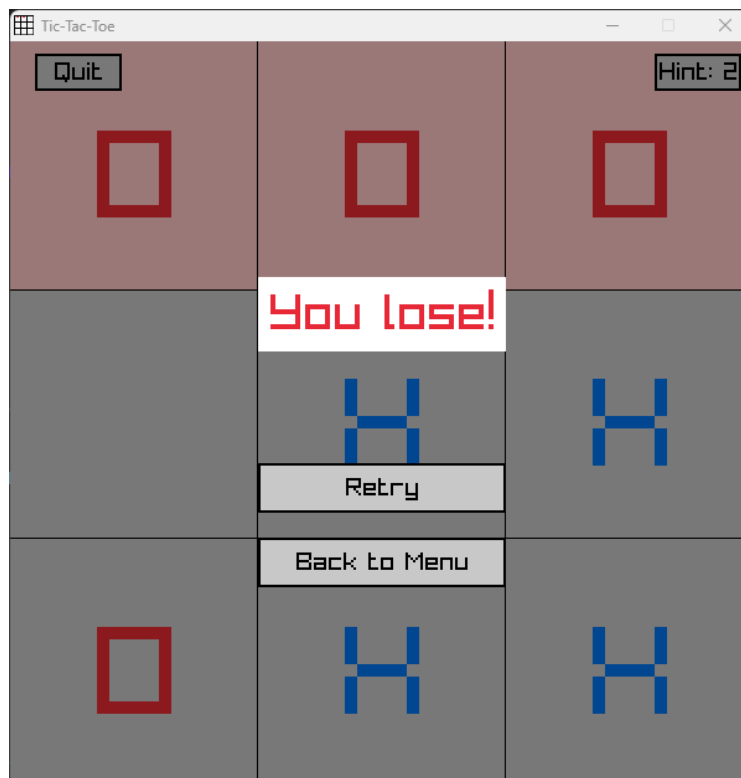 Tic-Tac-Toe
Quit
Hint: 2
O O O
You lose!
X X
Retry
Back to Menu
O X X